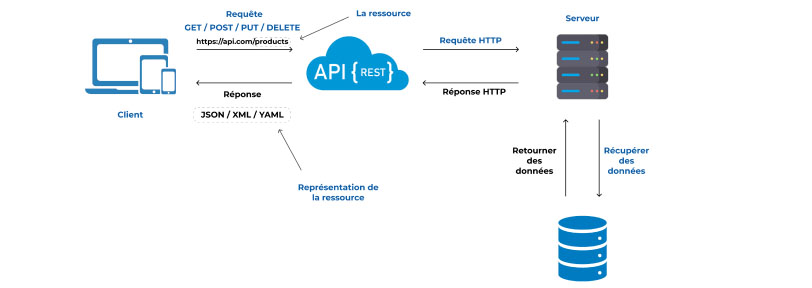 Requête
GET / POST / PUT / DELETE
https://api.com/products
La ressource
Serveur
API { REST }
Requête HTTP
Réponse
Réponse HTTP
JSON / XML / YAML
Client
Retourner
des
données
Récupérer
des
données
Représentation de
la ressource